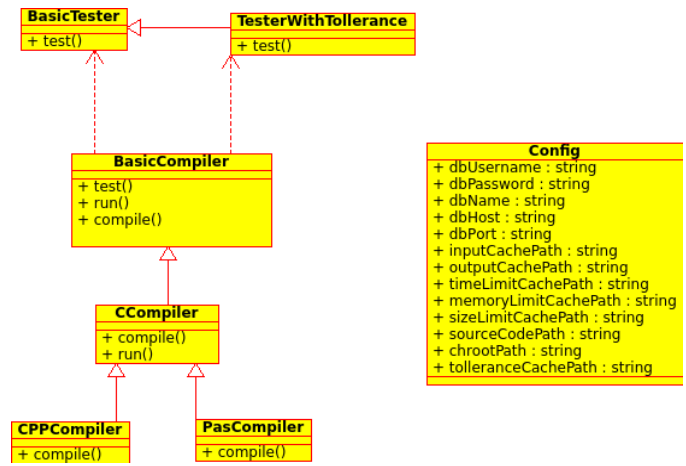 BasicTester
+ test()
TesterWithTollerance
+ test()
BasicCompiler
+ test()
+ run()
+ compile()
Config
+ dbUsername : string
+ dbPassword : string
+ dbName : string
+ dbHost : string
+ dbPort : string
+ inputCachePath : string
+ outputCachePath : string
+ timeLimitCachePath : string
+ memoryLimitCachePath : string
+ sizeLimitCachePath : string
+ sourceCodePath : string
+ chrootPath : string
+ tolleranceCachePath : string
CCompiler
+ compile()
+ run()
CPPCompiler
+ compile()
PasCompiler
+ compile()